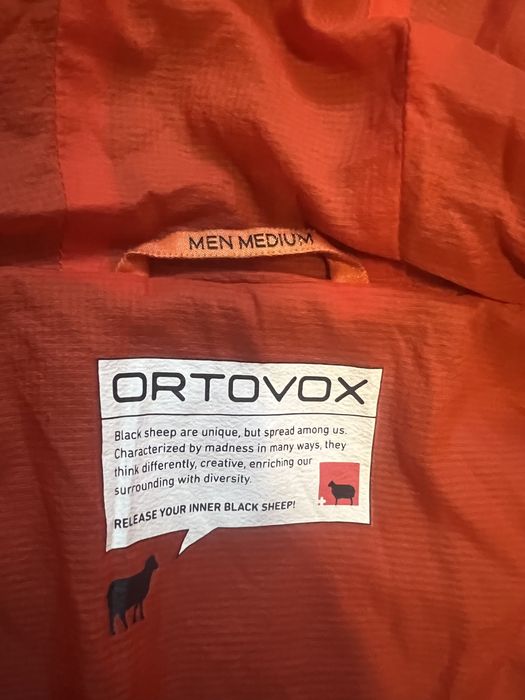 MEN MEDIUM
ORTOVOX
Black sheep are unique, but spread among us.
Characterized by madness in many ways, they
think differently, creative, enriching our
surrounding with diversity.
RELEASE YOUR INNER BLACK SHEEP!